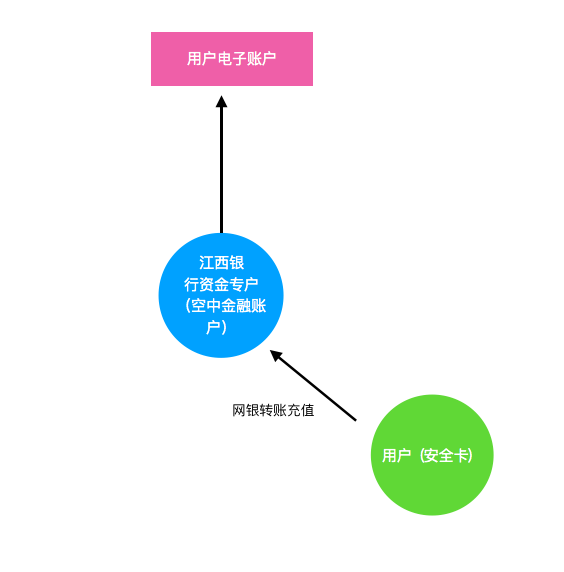 用户电子账户
江西银
行资金专户
（空中金融账
户）
网银转账充值
用户（安全卡）